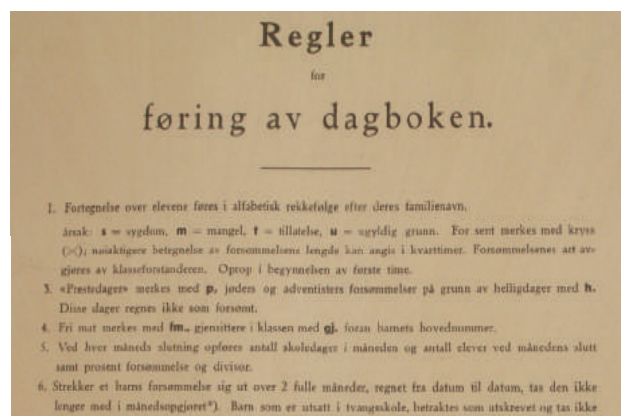 Regler
for
føring av dagboken.
1. Fortegnelse over elevene føres i alfabetisk rekkefølge efter deres familienavn.
årsak: s = sygdom, m = mangel, t = tillatelse, u = ugyldig grunn. For sent merkes med kryss
(×); nøiaktigere betegnelse av forsømmelsens lengde kan angis i kvarttimer. Forsømmelsenes art av-
gjøres av klasseforstanderen. Oprop i begynnelsen av første time.
3. «Prestedager» merkes med p, jøders og adventisters forsømmelser på grunn av helligdager med h.
Disse dager regnes ikke som forsømt.
4. Fri mat merkes med fm., gjensittere i klassen med gj. foran barnets hovednummer.
5. Ved hver måneds slutning opføres antall skoledager i måneden og antall elever ved månedens slutt
samt prosent forsømmelse og divisor.
6. Strekker et barns forsømmelse sig ut over 2 fulle måneder, regnet fra datum til datum, tas den ikke
lenger med i månedsopgjøret*). Barn som er utsatt i tvangsskole, betraktes som utskrevet og tas ikke